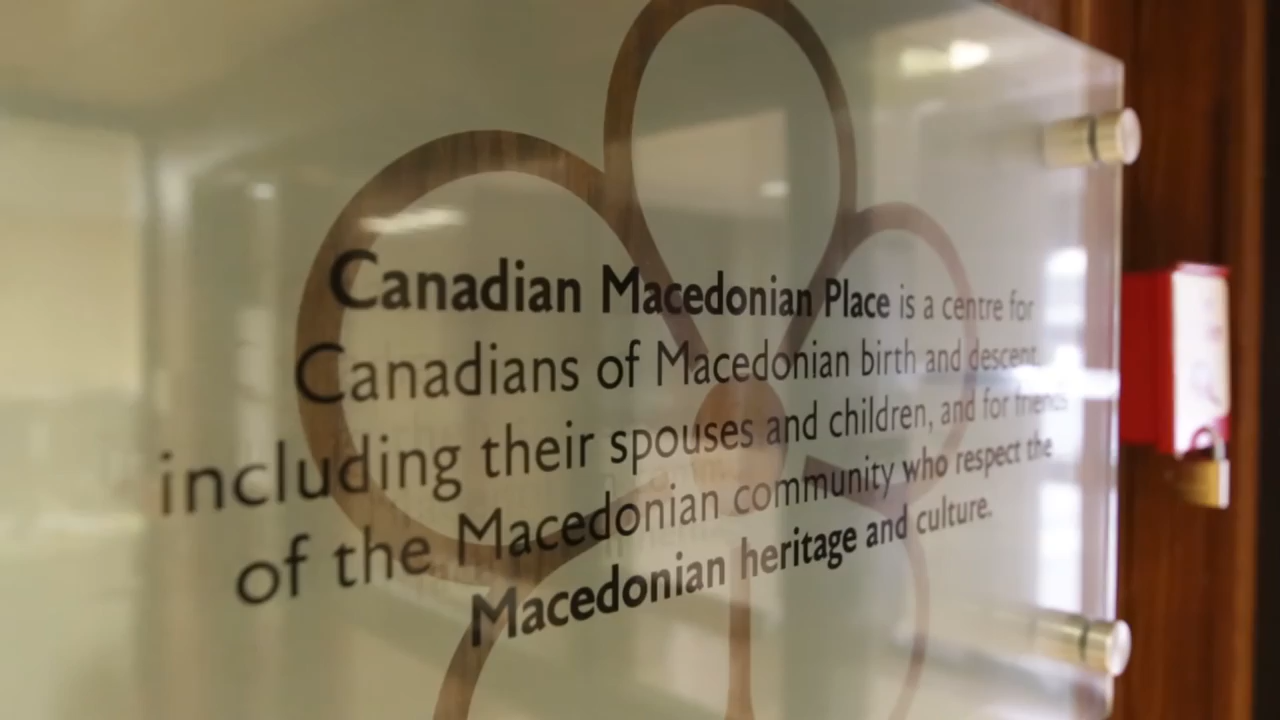 Canadian Macedonian Place is a centre for
Canadians of Macedonian birth and descent,
including their spouses and children, and for friends
of the Macedonian community who respect the
Macedonian heritage and culture.